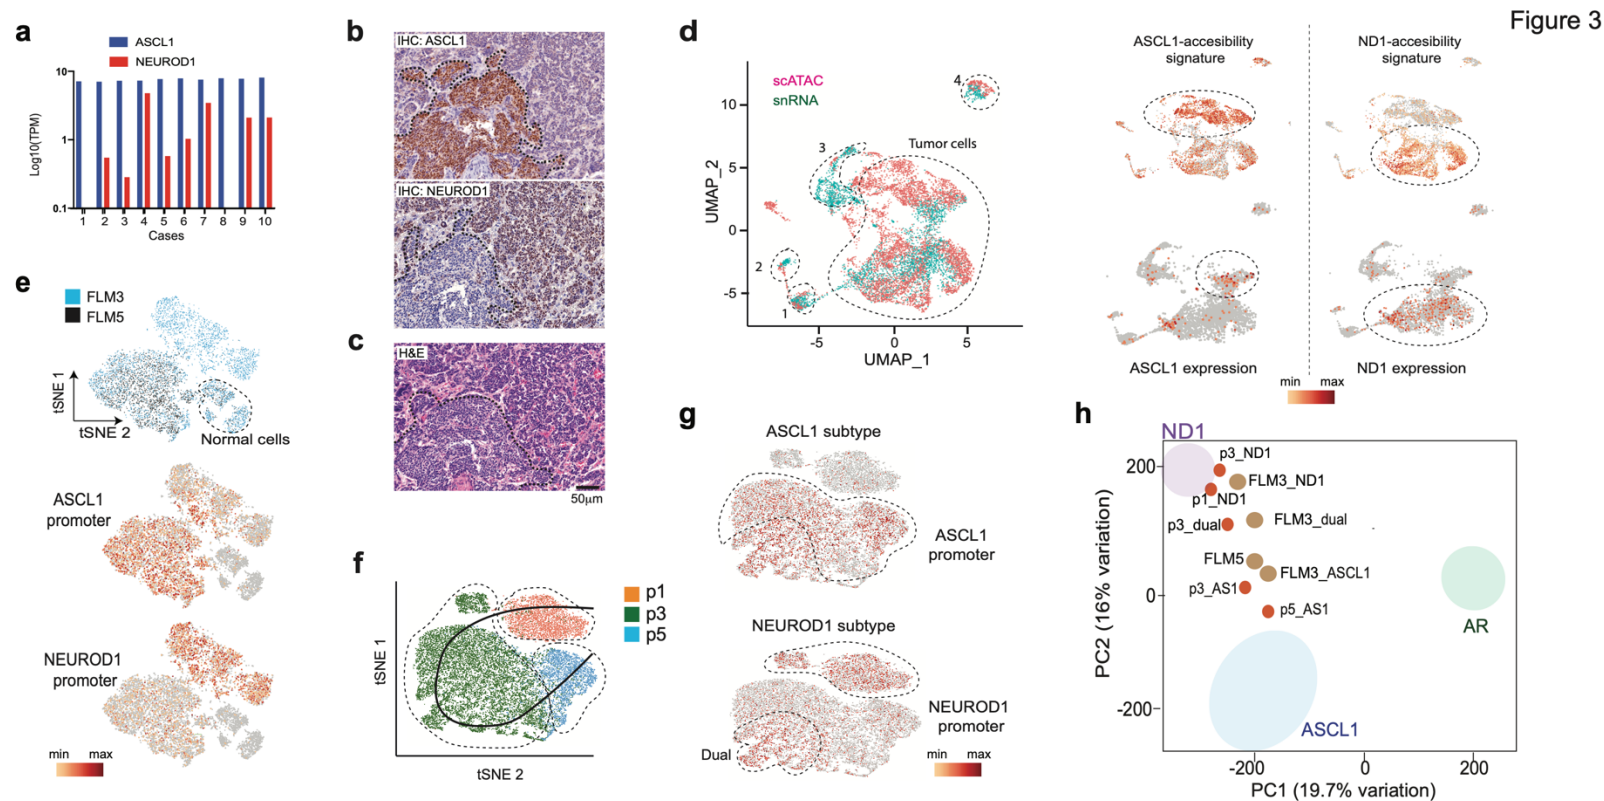 Figure 3
a
ASCL1
NEUROD1
Log10(TPM)
10
1
0.1
1 2 3 4 5 6 7 8 9 10
Cases
b
IHC: ASCL1
IHC: NEUROD1
c
H&E
50μm
d
scATAC
snRNA
4
3
Tumor cells
2
1
UMAP_2
10
5
0
-5
-5 0 5
UMAP_1
ASCL1-accesibility
signature
ND1-accesibility
signature
ASCL1 expression
ND1 expression
min max
e
FLM3
FLM5
tSNE 1
tSNE 2
Normal cells
ASCL1
promoter
NEUROD1
promoter
min max
f
p1
p3
p5
tSNE 1
tSNE 2
g
ASCL1 subtype
ASCL1
promoter
NEUROD1 subtype
NEUROD1
promoter
Dual
min max
h
ND1
p3_ND1
FLM3_ND1
p1_ND1
p3_dual
FLM3_dual
FLM5
FLM3_ASCL1
p3_AS1
p5_AS1
AR
ASCL1
PC2 (16% variation)
200
0
-200
-200 0 200
PC1 (19.7% variation)